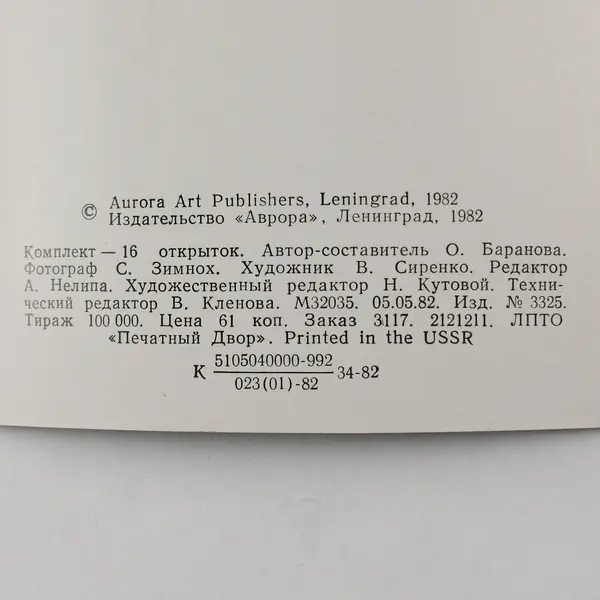 © Aurora Art Publishers, Leningrad, 1982
Издательство «Аврора», Ленинград, 1982
Комплект — 16 открыток. Автор-составитель О. Баранова.
Фотограф С. Зимнох. Художник В. Сиренко. Редактор
А. Нелипа. Художественный редактор Н. Кутовой. Техни-
ческий редактор В. Кленова. М32035. 05.05.82. Изд. № 3325.
Тираж 100 000. Цена 61 коп. Заказ 3117. 2121211. ЛПТО
«Печатный Двор». Printed in the USSR
5105040000-992
К 34-82
023(01)-82